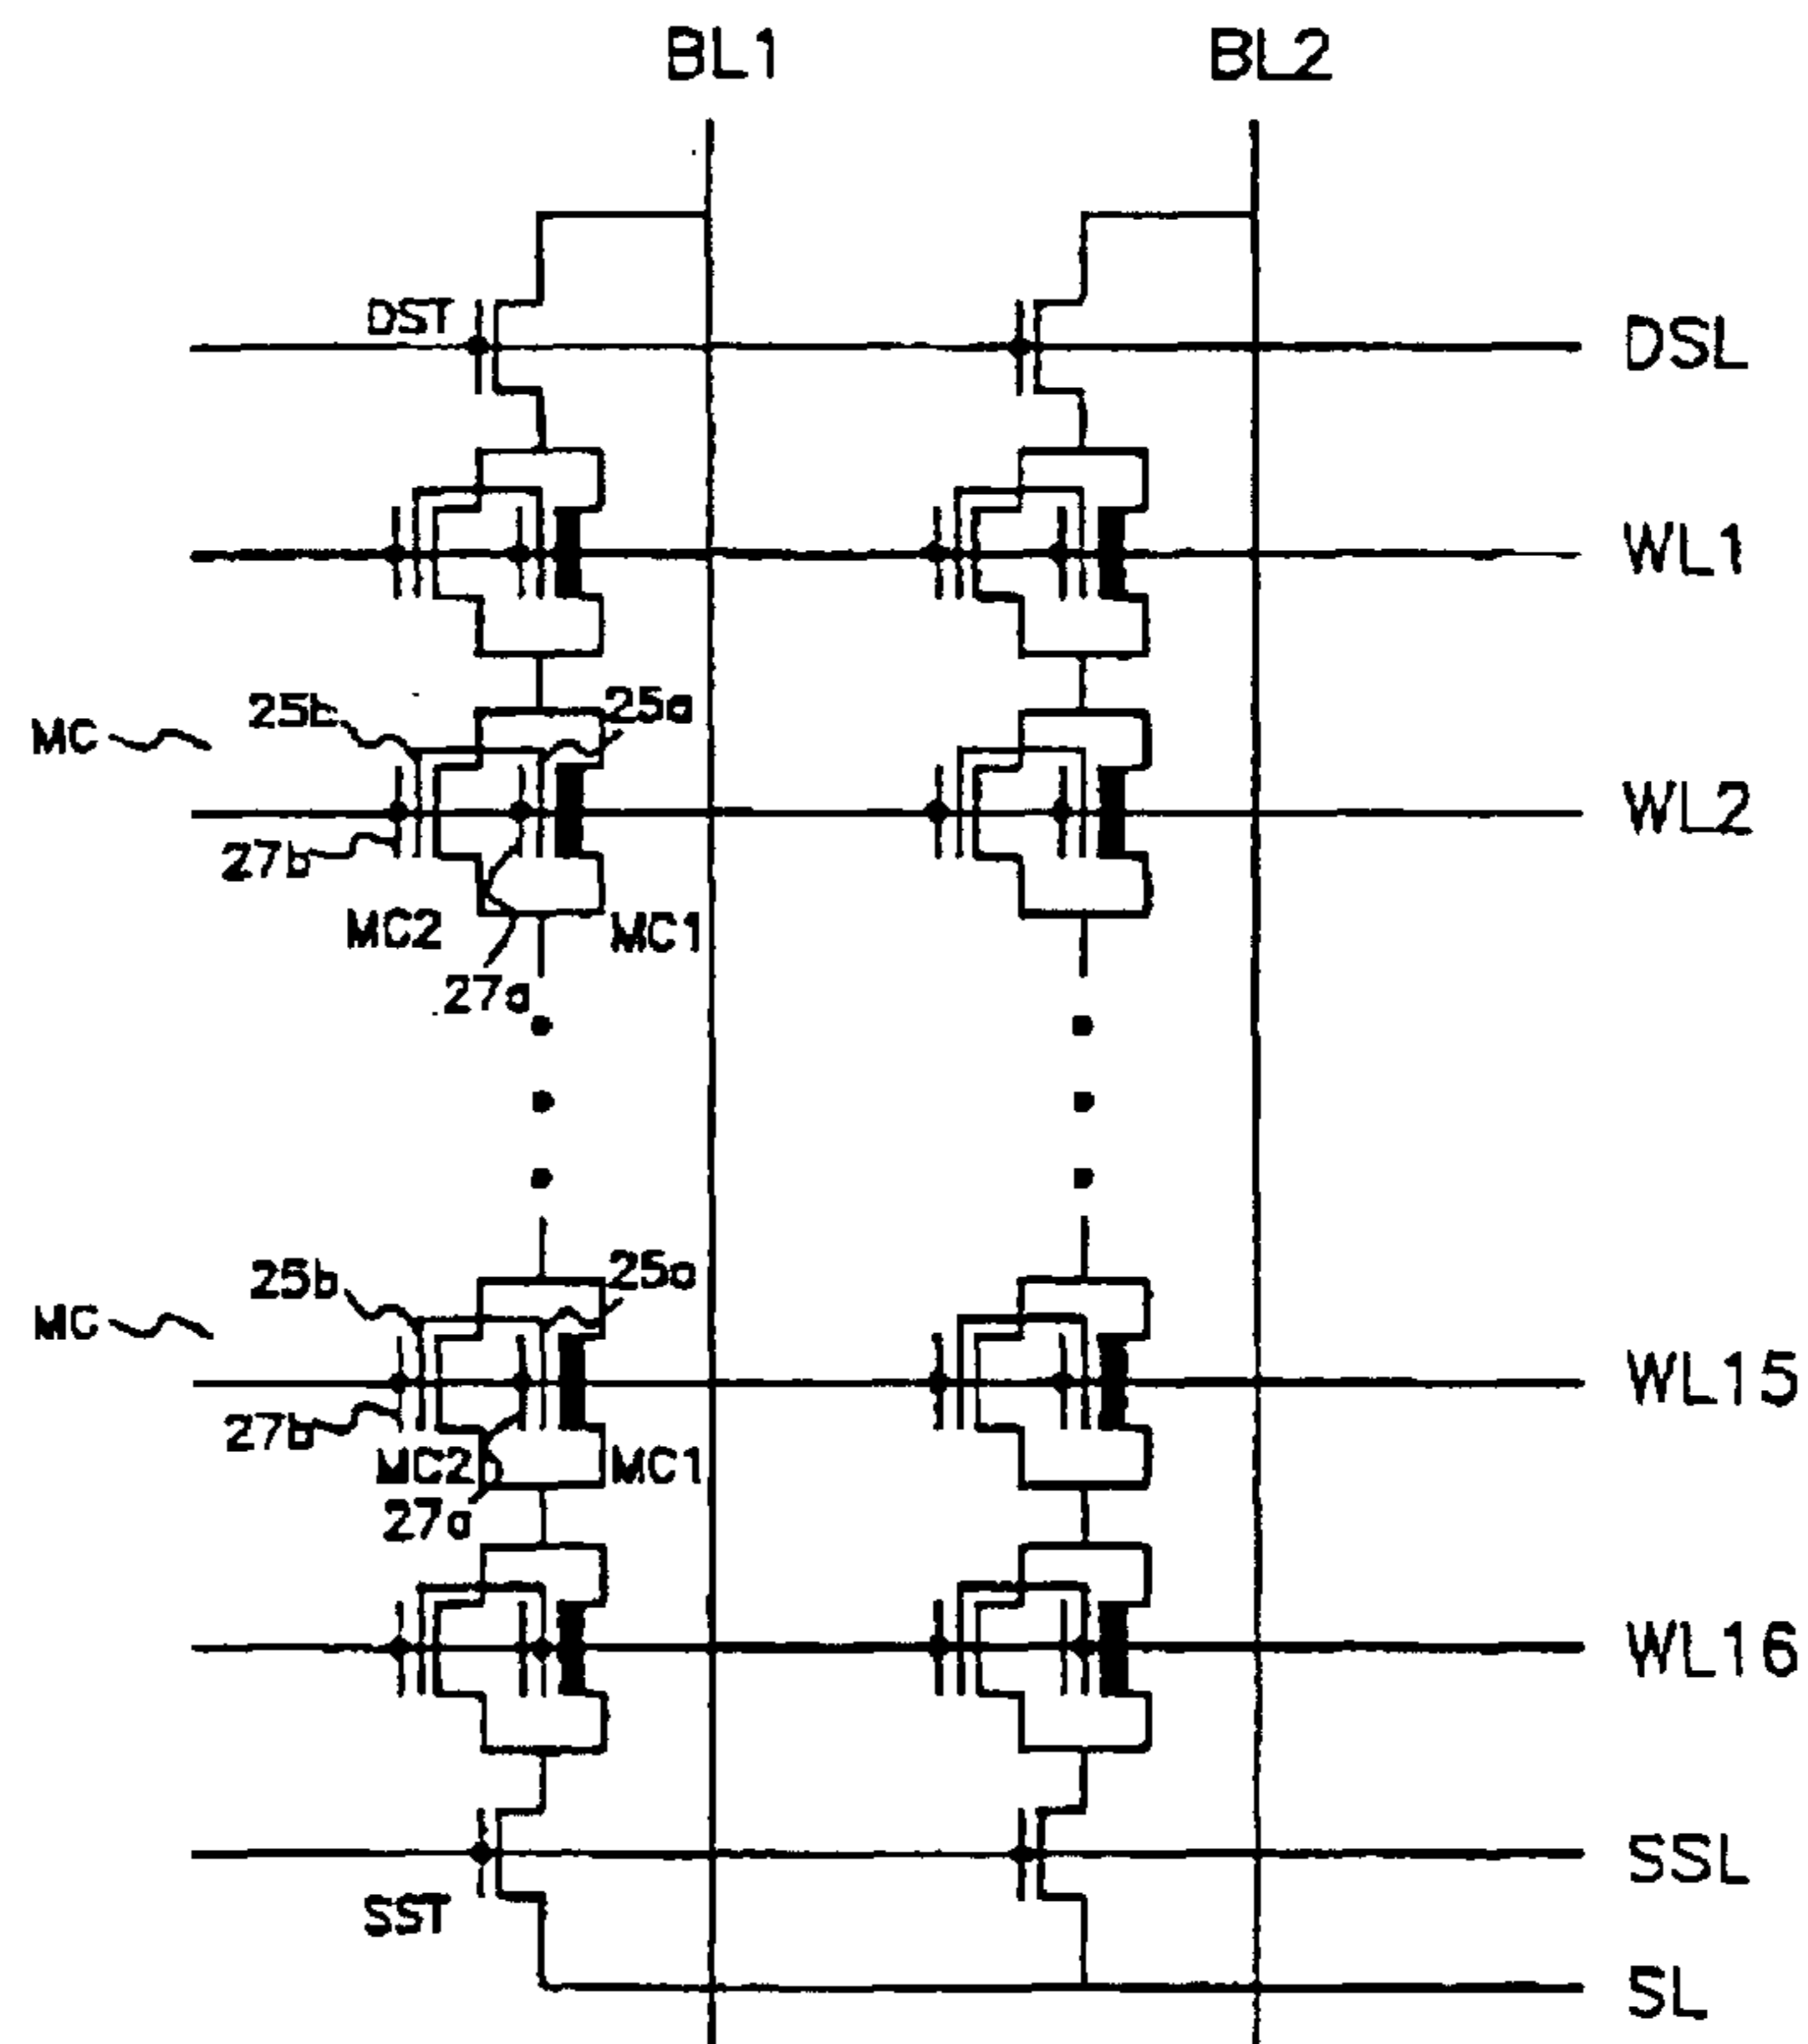 BL1 BL2
DST
DSL
WL1
MC 25b 25a
WL2
27b
MC2 MC1
27a
25b 25a
MC
WL15
27b
MC2 MC1
27a
WL16
SSL
SST
SL